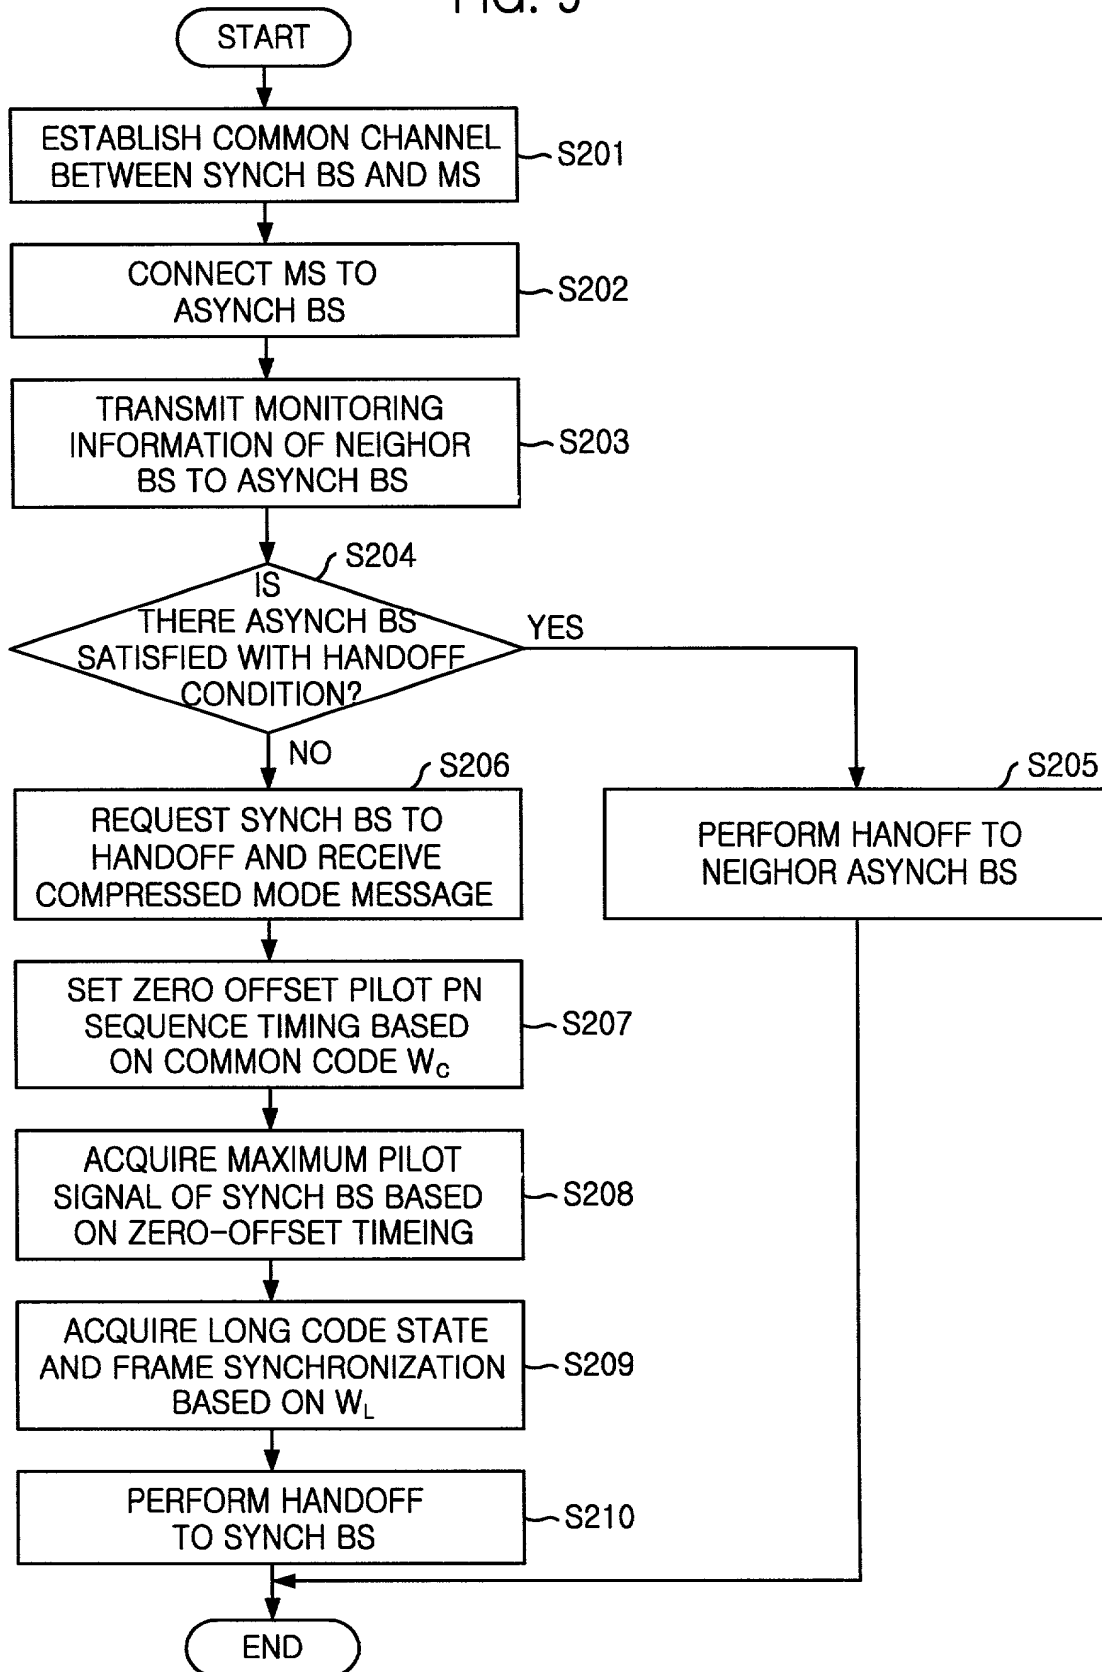 FIG.
START
ESTABLISH COMMON CHANNEL
BETWEEN SYNCH BS AND MS
S201
CONNECT MS TO
ASYNCH BS
S202
TRANSMIT MONITORING
INFORMATION OF NEIGHOR
BS TO ASYNCH BS
S203
S204
IS
THERE ASYNCH BS
SATISFIED WITH HANDOFF
CONDITION?
YES
NO
S206
REQUEST SYNCH BS TO
HANDOFF AND RECEIVE
COMPRESSED MODE MESSAGE
S205
PERFORM HANOFF TO
NEIGHOR ASYNCH BS
SET ZERO OFFSET PILOT PN
SEQUENCE TIMING BASED
ON COMMON CODE WC
S207
ACQUIRE MAXIMUM PILOT
SIGNAL OF SYNCH BS BASED
ON ZERO-OFFSET TIMEING
S208
ACQUIRE LONG CODE STATE
AND FRAME SYNCHRONIZATION
BASED ON WL
S209
PERFORM HANDOFF
TO SYNCH BS
S210
END